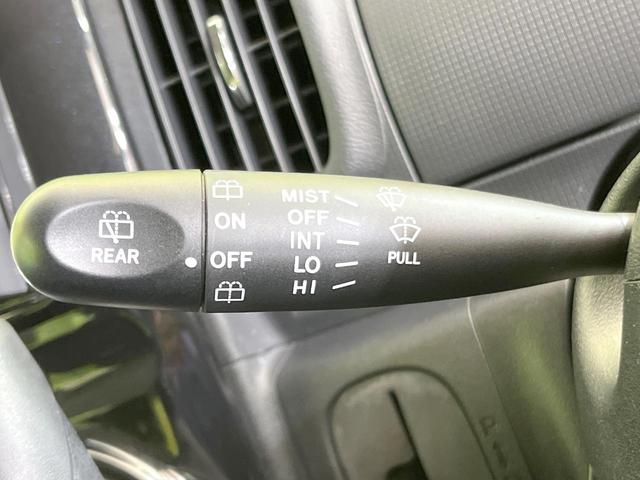 REAR
ON
OFF
MIST
OFF
INT
LO
HI
PULL